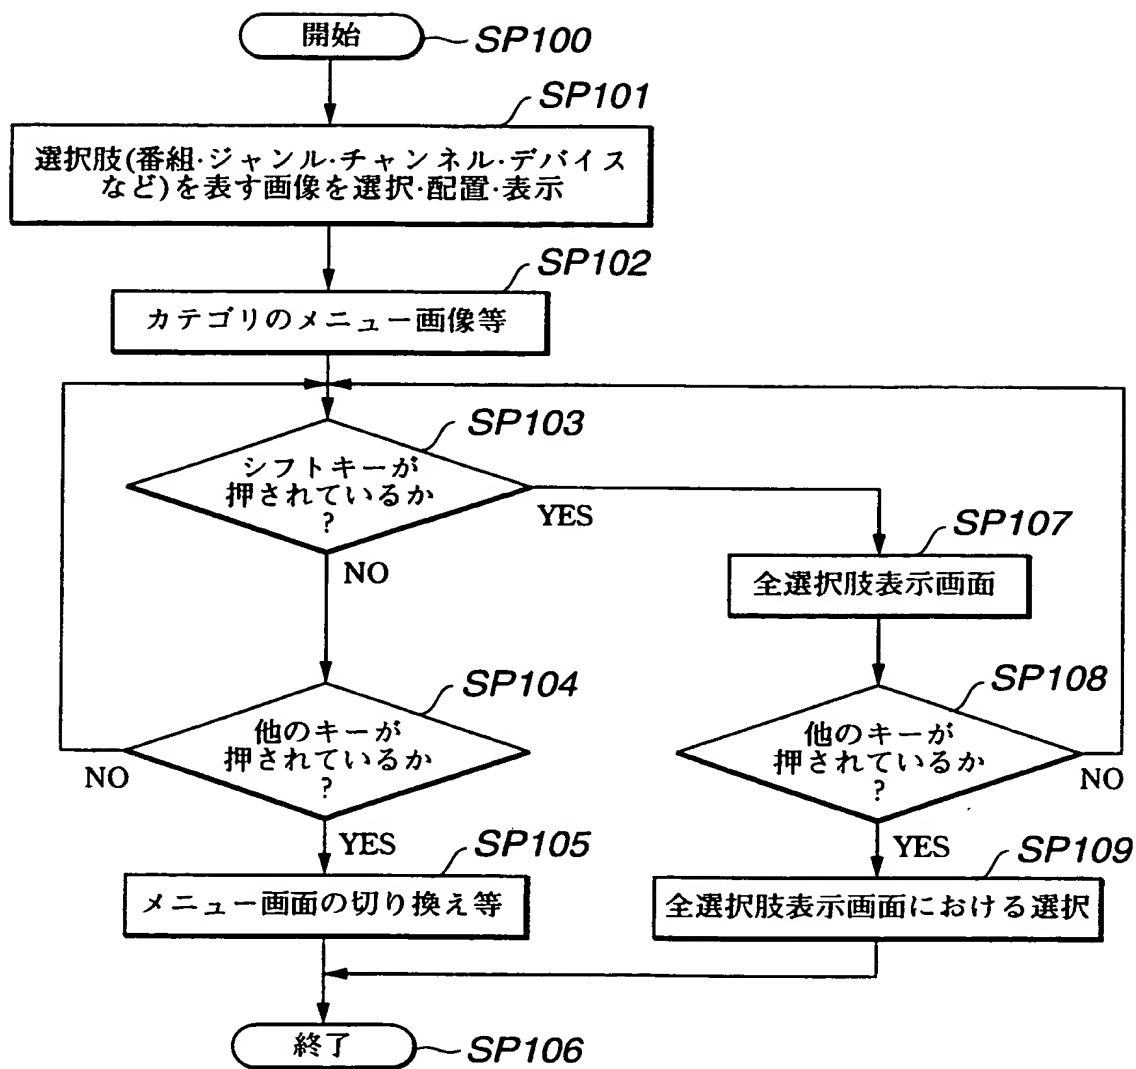 開始
SP100
SP101
選択肢(番組·ジャンル·チャンネル·デバイス
など)を表す画像を選択·配置·表示
SP102
カテゴリのメニュー画像等
SP103
シフトキーが
押されているか
?
YES
NO
SP107
全選択肢表示画面
SP104
他のキーが
押されているか
?
NO
YES
SP108
他のキーが
押されているか
?
NO
YES
SP105
メニュー画面の切り換え等
SP109
全選択肢表示画面における選択
終了
SP106